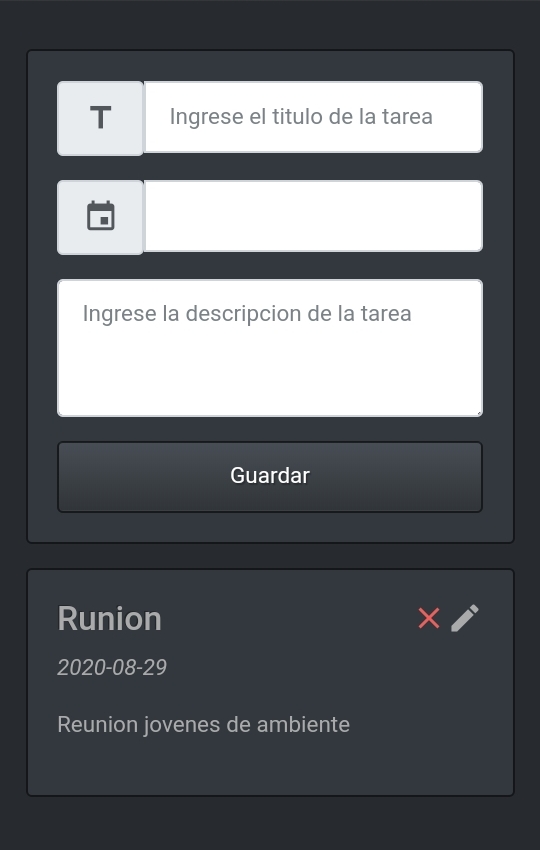 Ingrese el titulo de la tarea
Ingrese la descripcion de la tarea
Guardar
Runion
2020-08-29
Reunion jovenes de ambiente